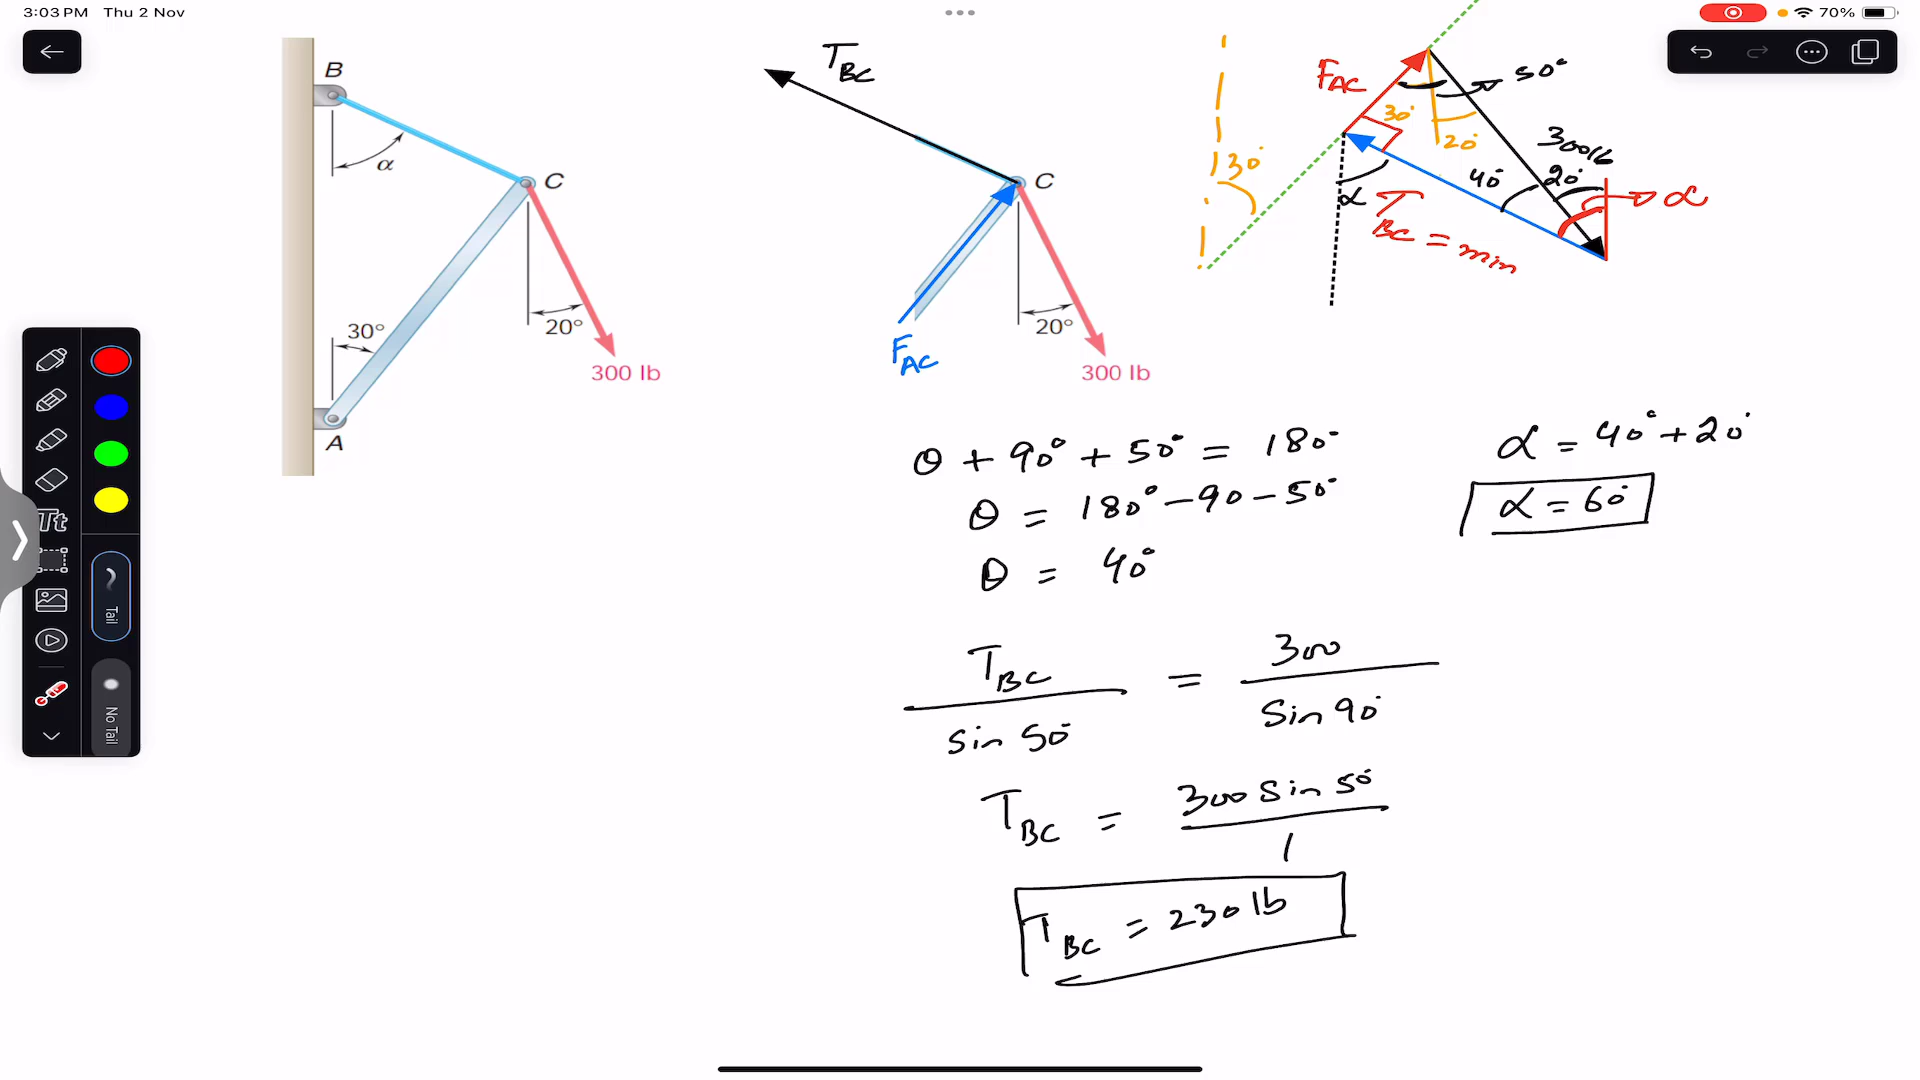 3:03 PM Thu 2 Nov
70%
B
α
C
30°
20°
300 lb
A
T_BC
C
F_AC
20°
300 lb
F_AC
50°
30°
20°
300lb
130°
40° 20°
α
α
T_BC = min
Tt
Tail
No Tail
θ + 90° + 50° = 180°
θ = 180° - 90 - 50°
θ = 40°
α = 40° + 20°
α = 60°
T_BC / sin 50° = 300 / Sin 90°
T_BC = 300 Sin 50° / 1
T_BC = 230 lb